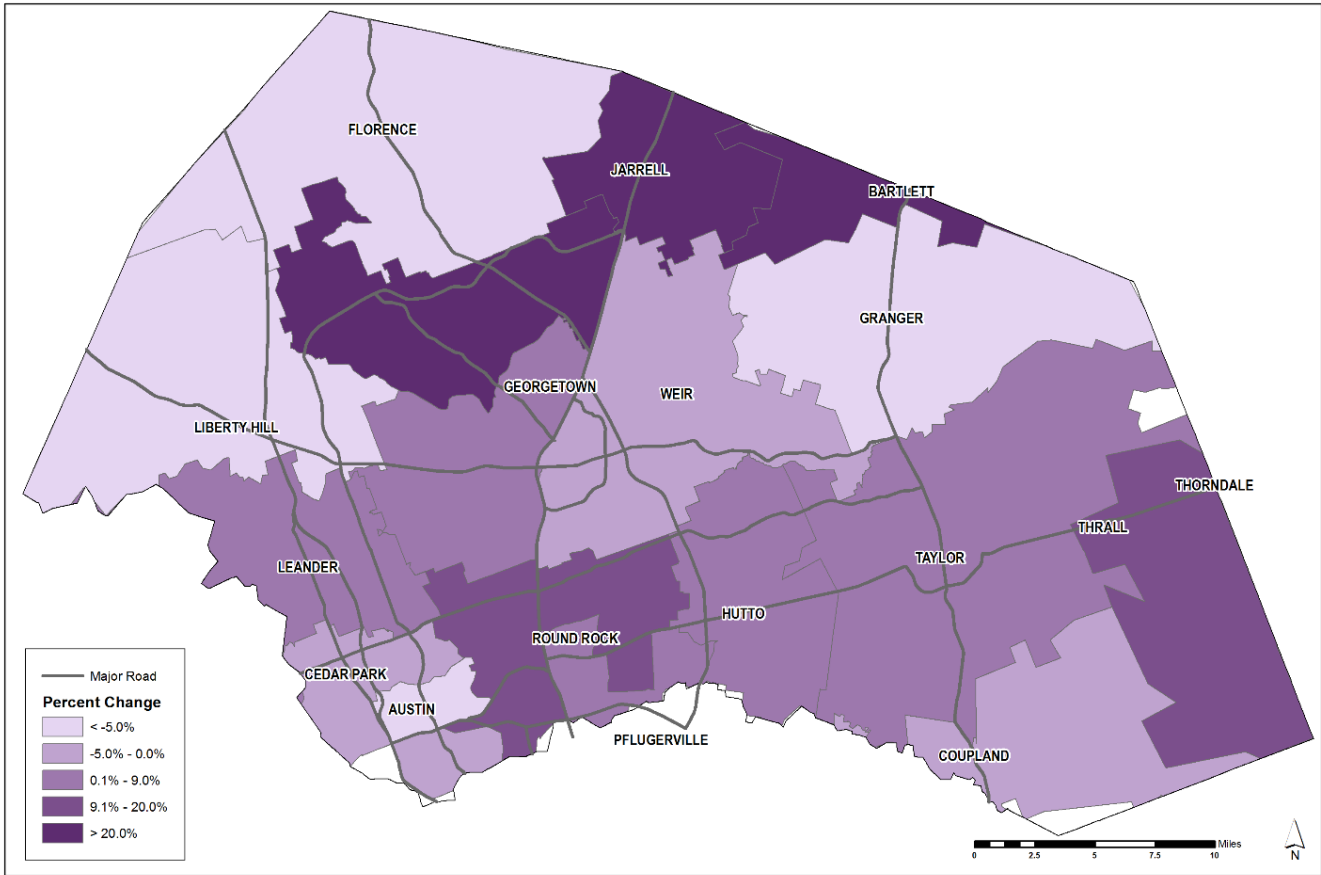 FLORENCE
JARRELL
BARTLETT
GRANGER
GEORGETOWN
WEIR
LIBERTY HILL
THORNDALE
THRALL
TAYLOR
LEANDER
HUTTO
ROUND ROCK
CEDAR PARK
AUSTIN
PFLUGERVILLE
COUPLAND
Major Road
Percent Change
< -5.0%
-5.0% - 0.0%
0.1% - 9.0%
9.1% - 20.0%
> 20.0%
Miles
0 2.5 5 7.5 10
N